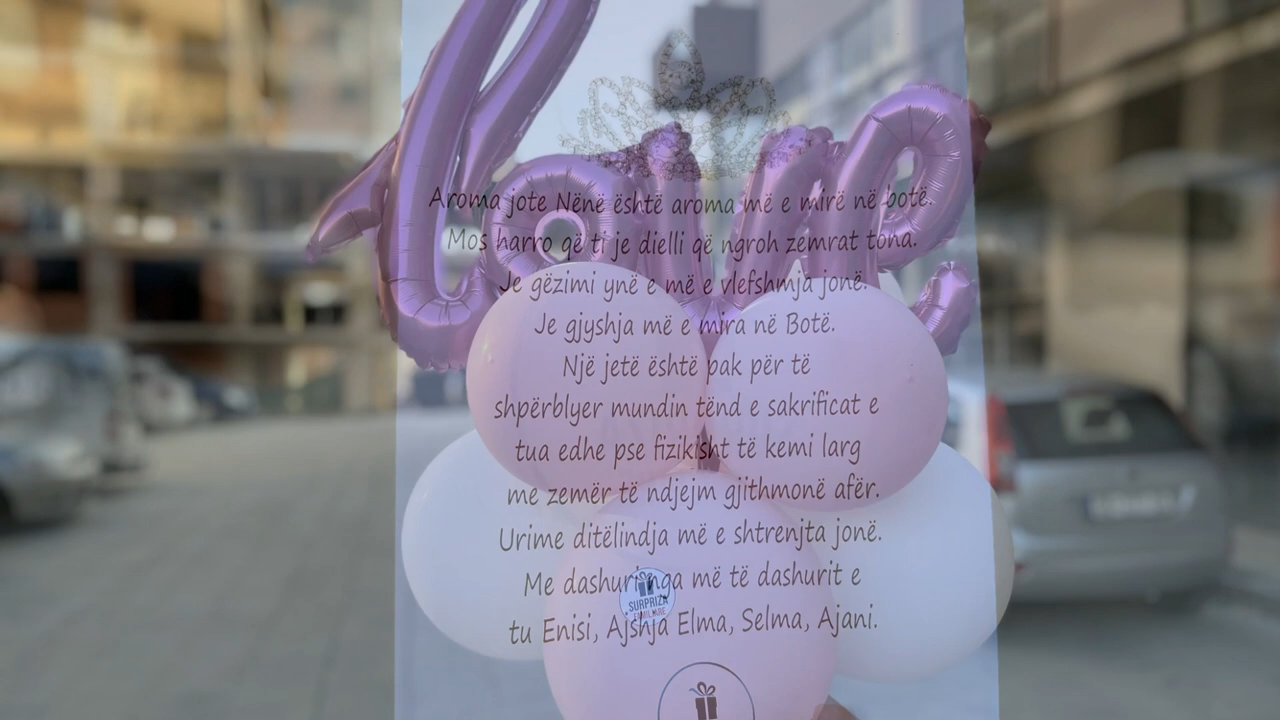 love
Aroma jote Nënë është aroma më e mirë në botë.
Mos harro që ti je dielli që ngroh zemrat tona.
Je gëzimi ynë e më e vlefshmja jonë.
Je gjyshja më e mira në Botë.
Një jetë është pak për të
shpërblyer mundin tënd e sakrificat e
tua edhe pse fizikisht të kemi larg
me zemër të ndjejm gjithmonë afër.
Urime ditëlindja më e shtrenjta jonë.
Me dashuri nga më të dashurit e
tu Enisi, Ajshja Elma, Selma, Ajani.
SURPRIZA
FAMILJARE